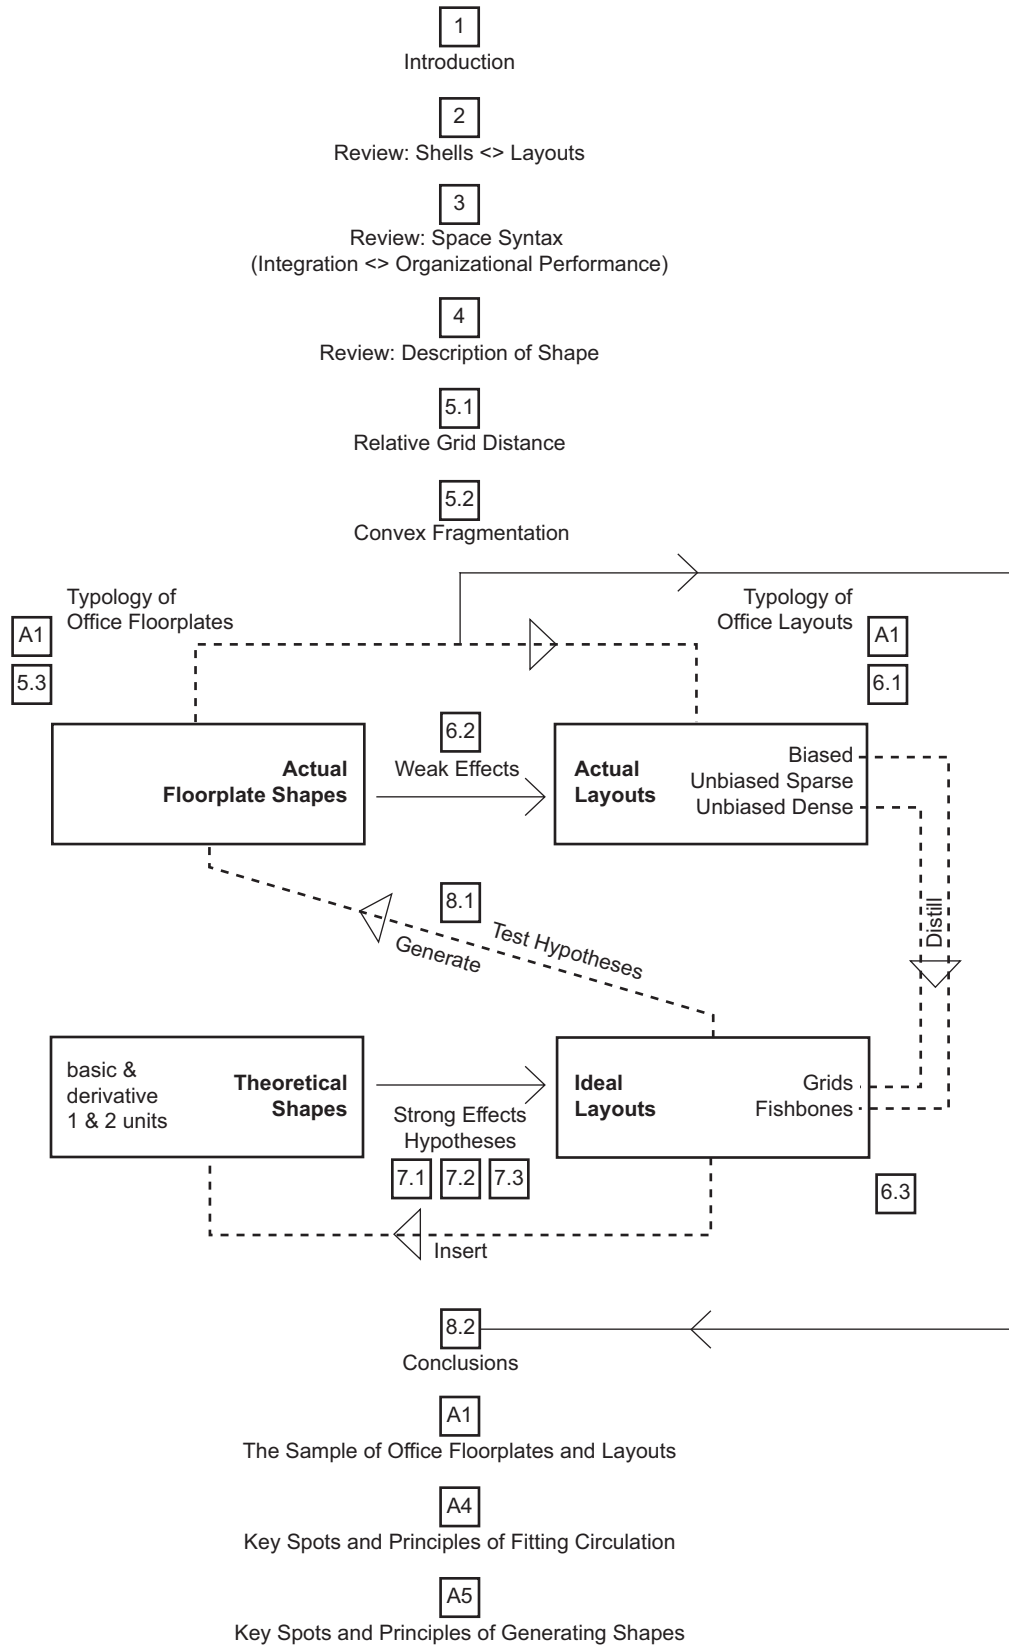 1
Introduction
2
Review: Shells <> Layouts
3
Review: Space Syntax
(Integration <> Organizational Performance)
4
Review: Description of Shape
5.1
Relative Grid Distance
5.2
Convex Fragmentation
Typology of
Office Floorplates
A1
5.3
Typology of
Office Layouts
A1
6.1
Actual
Floorplate Shapes
6.2
Weak Effects
Actual
Layouts
Biased
Unbiased Sparse
Unbiased Dense
8.1
Test Hypotheses
Generate
Distill
basic &
derivative
1 & 2 units
Theoretical
Shapes
Strong Effects
Hypotheses
7.1 7.2 7.3
Ideal
Layouts
Grids
Fishbones
6.3
Insert
8.2
Conclusions
A1
The Sample of Office Floorplates and Layouts
A4
Key Spots and Principles of Fitting Circulation
A5
Key Spots and Principles of Generating Shapes